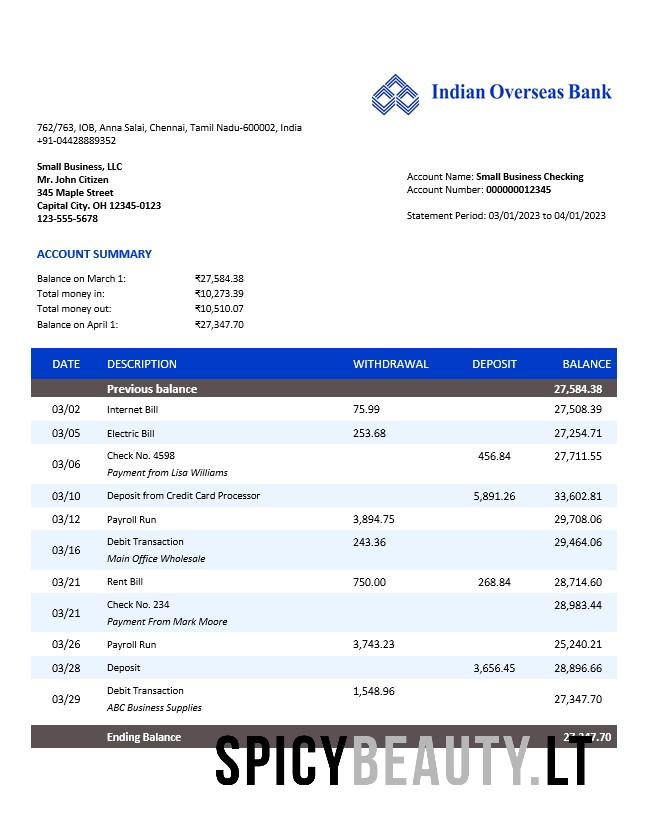 Indian Overseas Bank
762/763, IOB, Anna Salai, Chennai, Tamil Nadu-600002, India
+91-04428889352
Small Business, LLC
Mr. John Citizen
345 Maple Street
Capital City. OH 12345-0123
123-555-5678
Account Name: Small Business Checking
Account Number: 000000012345
Statement Period: 03/01/2023 to 04/01/2023
ACCOUNT SUMMARY
Balance on March 1: ₹27,584.38
Total money in: ₹10,273.39
Total money out: ₹10,510.07
Balance on April 1: ₹27,347.70
DATE DESCRIPTION WITHDRAWAL DEPOSIT BALANCE
Previous balance 27,584.38
03/02 Internet Bill 75.99 27,508.39
03/05 Electric Bill 253.68 27,254.71
03/06 Check No. 4598 456.84 27,711.55
Payment from Lisa Williams
03/10 Deposit from Credit Card Processor 5,891.26 33,602.81
03/12 Payroll Run 3,894.75 29,708.06
03/16 Debit Transaction 243.36 29,464.06
Main Office Wholesale
03/21 Rent Bill 750.00 268.84 28,714.60
03/21 Check No. 234 28,983.44
Payment From Mark Moore
03/26 Payroll Run 3,743.23 25,240.21
03/28 Deposit 3,656.45 28,896.66
03/29 Debit Transaction 1,548.96 27,347.70
ABC Business Supplies
Ending Balance 27,347.70
SPICYBEAUTY.LT